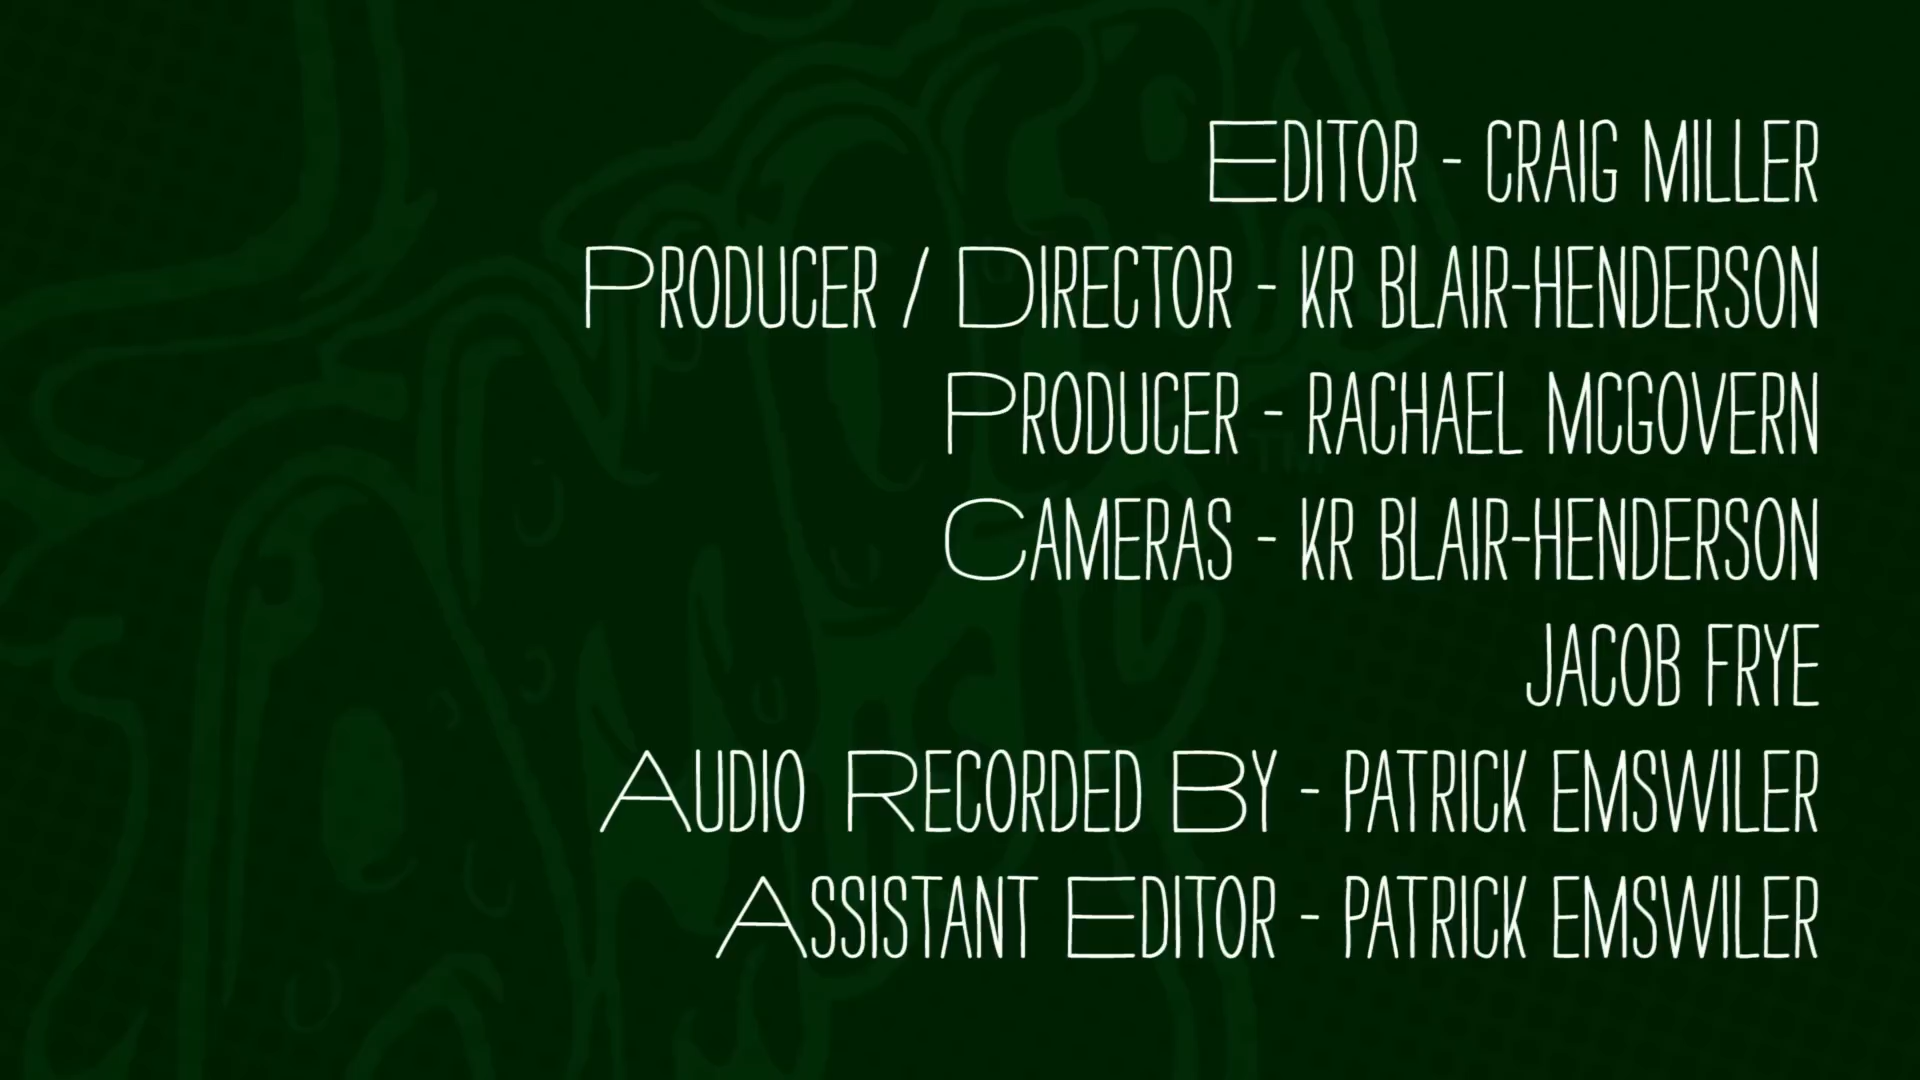 EDITOR - CRAIG MILLER
PRODUCER / DIRECTOR - KR BLAIR-HENDERSON
PRODUCER - RACHAEL MCGOVERN
TM
CAMERAS - KR BLAIR-HENDERSON
JACOB FRYE
AUDIO RECORDED BY - PATRICK EMSWILER
ASSISTANT EDITOR - PATRICK EMSWILER